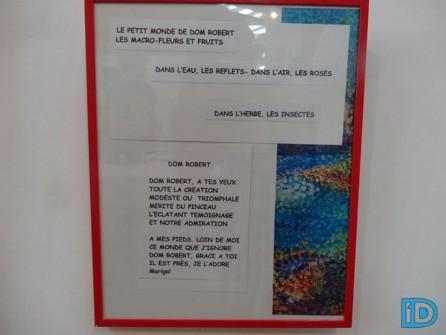 LE PETIT MONDE DE DOM ROBERT
LES MACRO-FLEURS ET FRUITS
DANS L'EAU, LES REFLETS- DANS L'AIR, LES ROSES
DANS L'HERBE, LES INSECTES
DOM ROBERT
DOM ROBERT, A TES YEUX
TOUTE LA CREATION
MODESTE OU TRIOMPHALE
MERITE DU PINCEAU
L'ECLATANT TEMOIGNAGE
ET NOTRE ADMIRATION
A MES PIEDS, LOIN DE MOI
CE MONDE QUE J'IGNORE
DOM ROBERT, GRACE A TOI
IL EST PRÈS, JE L'ADORE
Marigel
iD